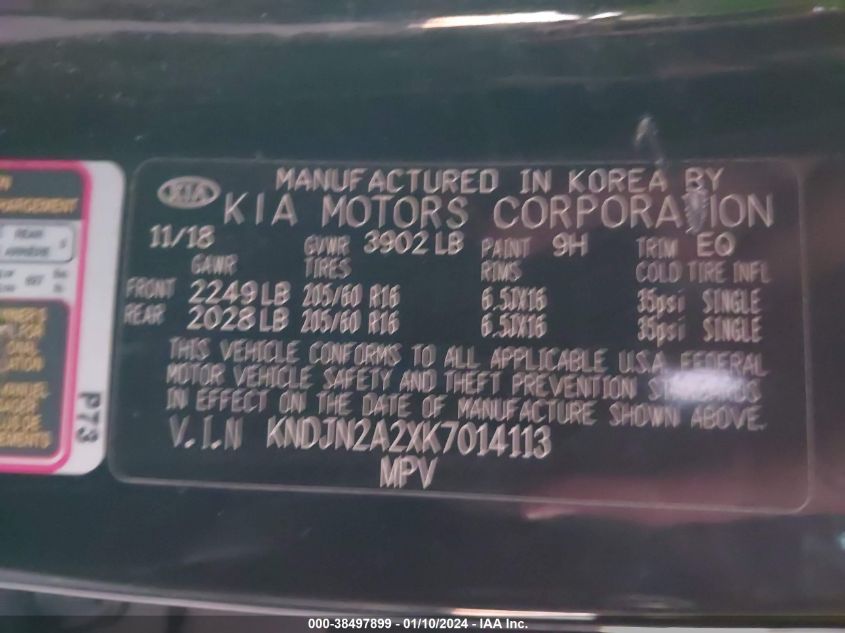 MANUFACTURED IN KOREA BY
KIA
KIA MOTORS CORPORATION
11/18 GVWR 3902 LB PAINT 9H TRIM EO
GAWR TIRES RIMS COLD TIRE INFL
FRONT 2249 LB 205/60 R16 6.5JX16 35psi SINGLE
REAR 2028 LB 205/60 R16 6.5JX16 35psi SINGLE
THIS VEHICLE CONFORMS TO ALL APPLICABLE U.S.A. FEDERAL
MOTOR VEHICLE SAFETY AND THEFT PREVENTION STANDARDS
IN EFFECT ON THE DATE OF MANUFACTURE SHOWN ABOVE.
V.I.N KNDJN2A2XK7014113
MPV
REAR
P73
000-38497899 - 01/10/2024 - IAA Inc.